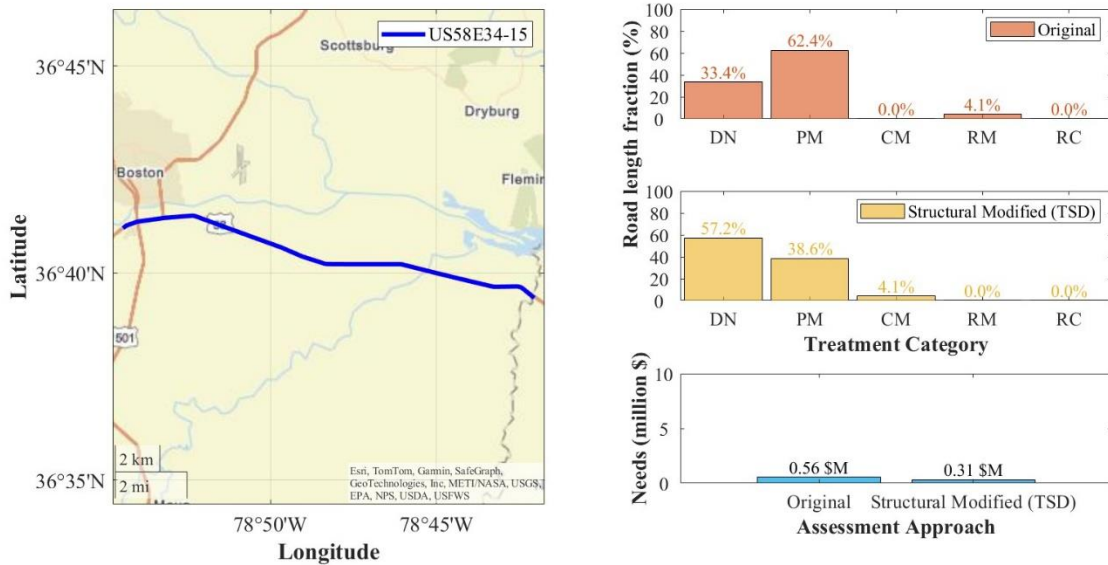 US58E34-15
Scottsburg
Dryburg
Boston
Flemin
58
501
36°45'N
36°40'N
36°35'N
Latitude
2 km
2 mi
Esri, TomTom, Garmin, SafeGraph,
GeoTechnologies, Inc, METI/NASA, USGS,
EPA, NPS, USDA, USFWS
78°50'W
78°45'W
Longitude
Original
100
80
60
40
20
0
33.4%
62.4%
0.0%
4.1%
0.0%
DN
PM
CM
RM
RC
Road length fraction (%)
Structural Modified (TSD)
100
80
60
40
20
0
57.2%
38.6%
4.1%
0.0%
0.0%
DN
PM
CM
RM
RC
Treatment Category
Needs (million $)
10
5
0
0.56 $M
0.31 $M
Original
Structural Modified (TSD)
Assessment Approach